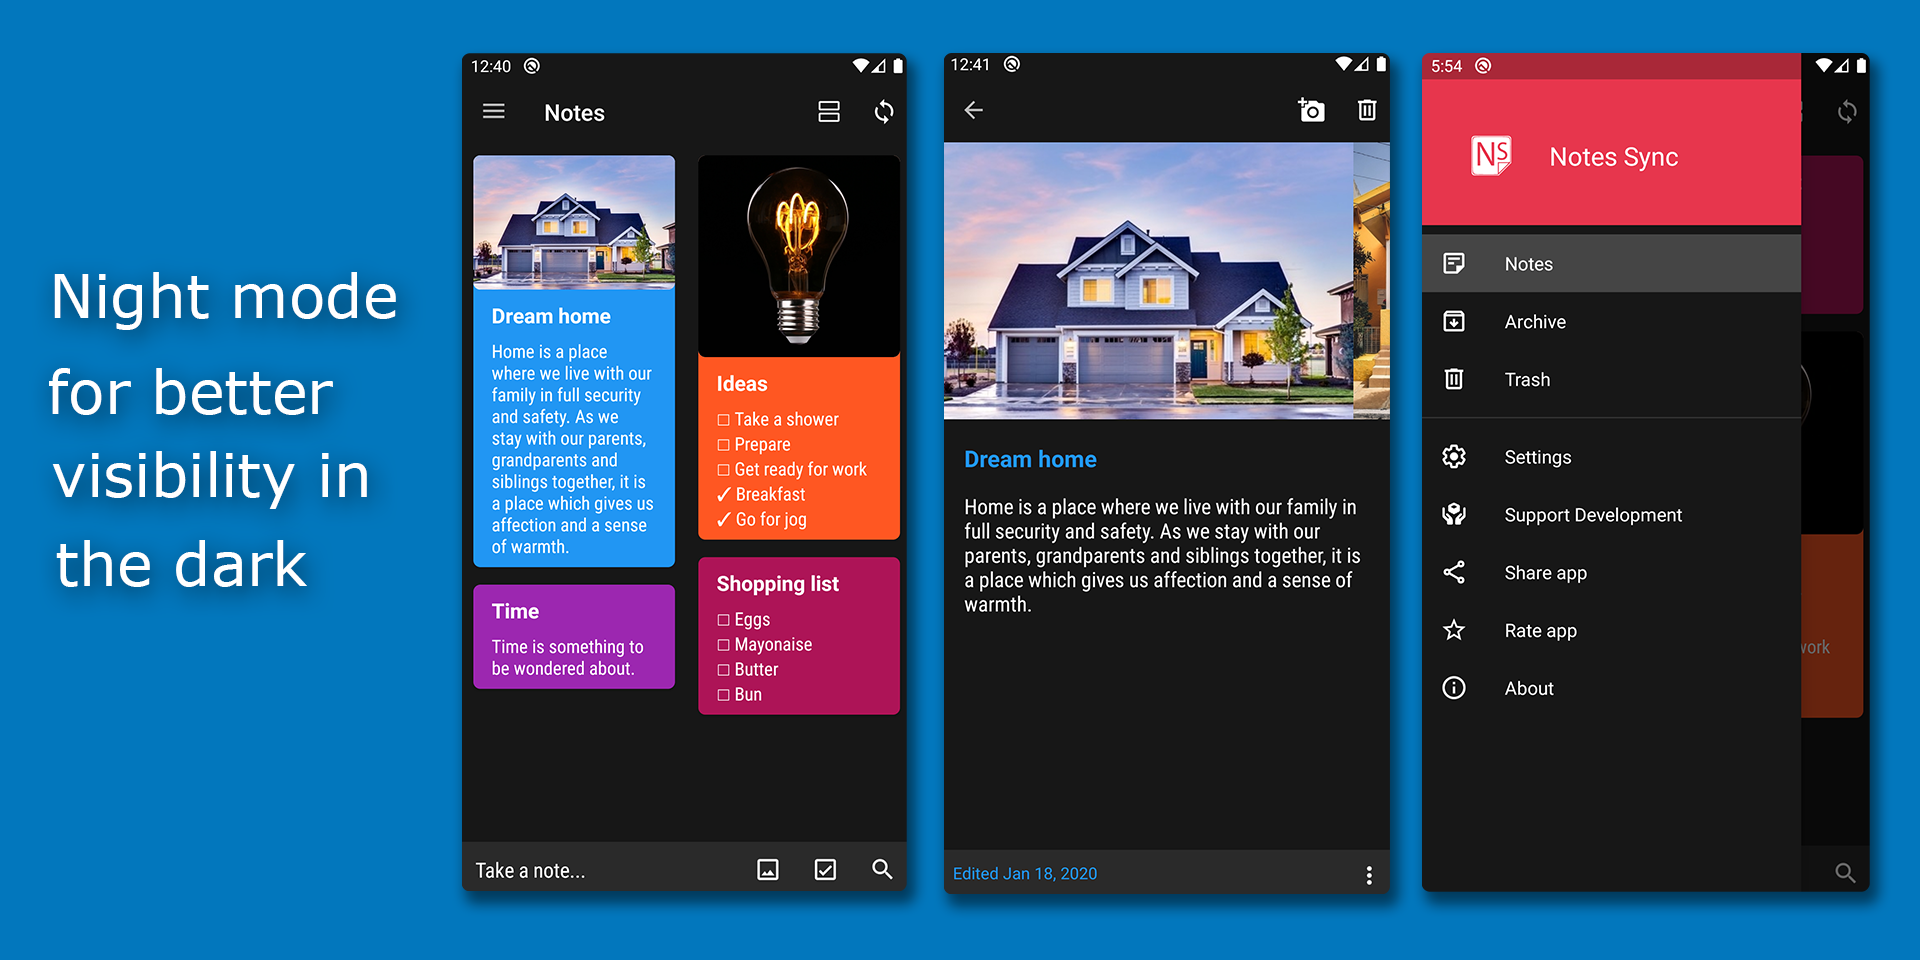 Night mode
for better
visibility in
the dark
12:40
Notes
Dream home
Home is a place
where we live with our
family in full security
and safety. As we
stay with our parents,
grandparents and
siblings together, it is
a place which gives us
affection and a sense
of warmth.
Time
Time is something to
be wondered about.
Ideas
☐ Take a shower
☐ Prepare
☐ Get ready for work
✓ Breakfast
✓ Go for jog
Shopping list
☐ Eggs
☐ Mayonaise
☐ Butter
☐ Bun
Take a note...
12:41
Dream home
Home is a place where we live with our family in
full security and safety. As we stay with our
parents, grandparents and siblings together, it is
a place which gives us affection and a sense of
warmth.
Edited Jan 18, 2020
5:54
NS
Notes Sync
Notes
Archive
Trash
Settings
Support Development
Share app
Rate app
About
work